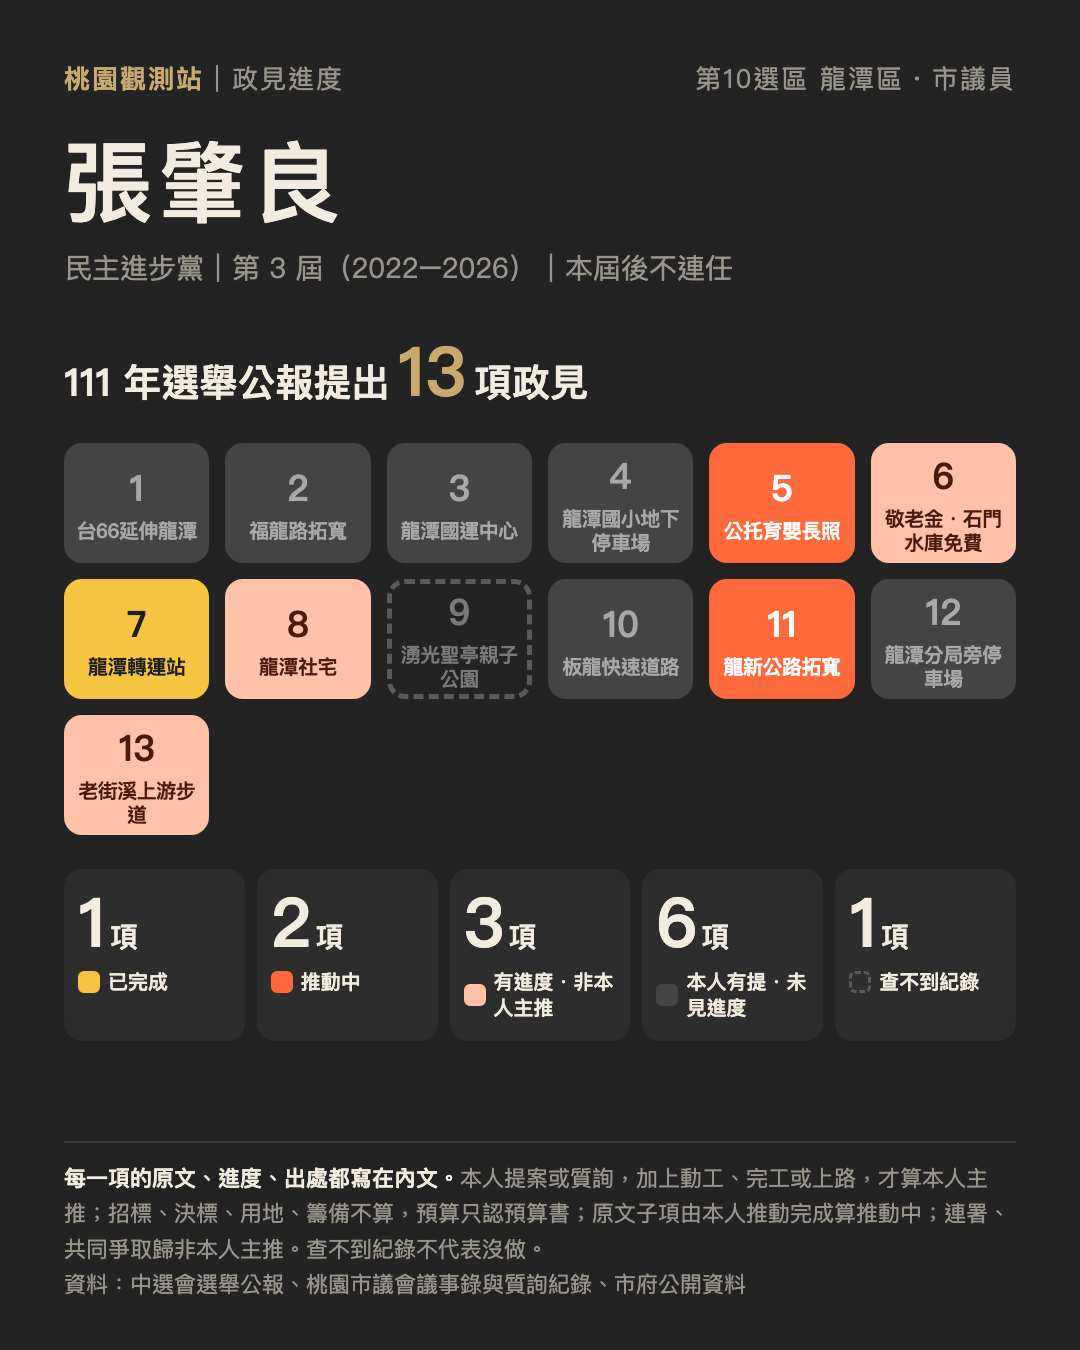 桃園觀測站｜政見進度
第10選區 龍潭區·市議員
張肇良
民主進步黨｜第 3 屆（2022–2026）｜本屆後不連任
111 年選舉公報提出 13 項政見
1
台66延伸龍潭
2
福龍路拓寬
3
龍潭國運中心
4
龍潭國小地下
停車場
5
公托育嬰長照
6
敬老金·石門
水庫免費
7
龍潭轉運站
8
龍潭社宅
9
湧光聖亭親子
公園
10
板龍快速道路
11
龍新公路拓寬
12
龍潭分局旁停
車場
13
老街溪上游步
道
1項
已完成
2項
推動中
3項
有進度·非本
人主推
6項
本人有提·未
見進度
1項
查不到紀錄
每一項的原文、進度、出處都寫在內文。本人提案或質詢，加上動工、完工或上路，才算本人主
推；招標、決標、用地、籌備不算，預算只認預算書；原文子項由本人推動完成算推動中；連署、
共同爭取歸非本人主推。查不到紀錄不代表沒做。
資料：中選會選舉公報、桃園市議會議事錄與質詢紀錄、市府公開資料